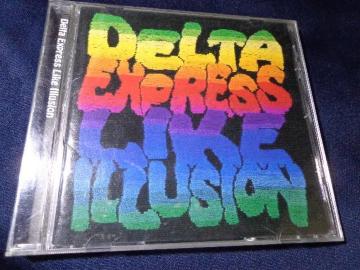 Delta Express Like Illusion
DELTA
EXPRESS
LIKE
ILLUSION